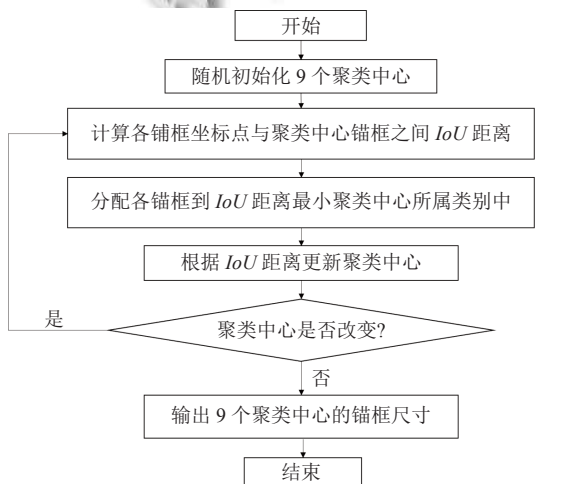 开始
随机初始化 9 个聚类中心
计算各铺框坐标点与聚类中心锚框之间 IoU 距离
分配各锚框到 IoU 距离最小聚类中心所属类别中
根据 IoU 距离更新聚类中心
是
聚类中心是否改变?
否
输出 9 个聚类中心的锚框尺寸
结束